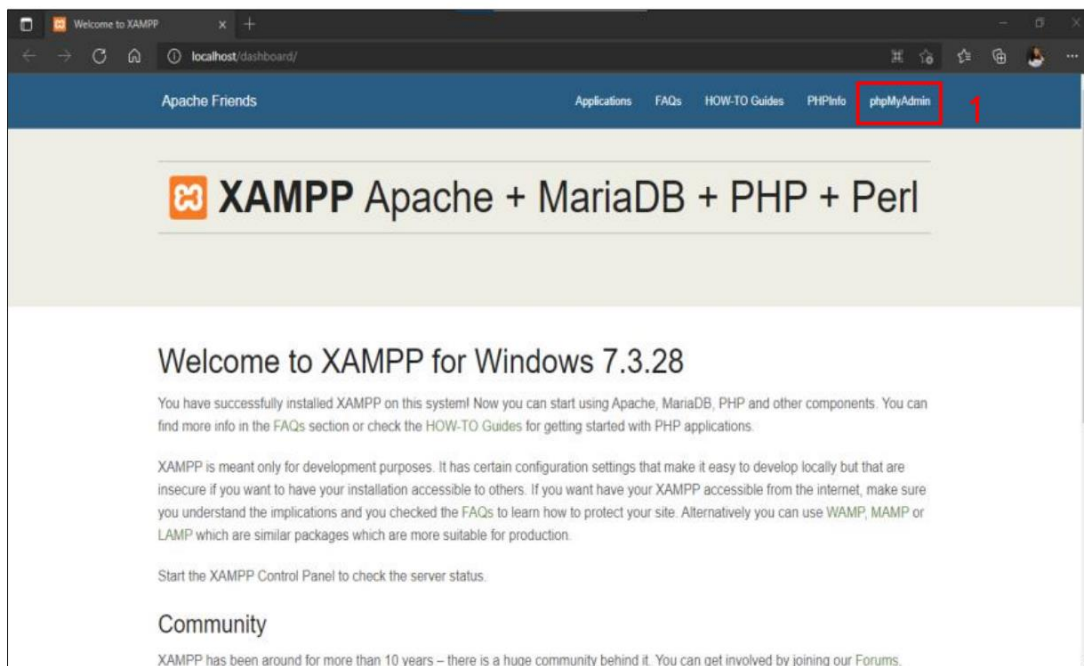 Welcome to XAMPP
localhost/dashboard/
Apache Friends
Applications FAQs HOW-TO Guides PHPInfo phpMyAdmin 1
XAMPP Apache + MariaDB + PHP + Perl
Welcome to XAMPP for Windows 7.3.28
You have successfully installed XAMPP on this system! Now you can start using Apache, MariaDB, PHP and other components. You can
find more info in the FAQs section or check the HOW-TO Guides for getting started with PHP applications.
XAMPP is meant only for development purposes. It has certain configuration settings that make it easy to develop locally but that are
insecure if you want to have your installation accessible to others. If you want have your XAMPP accessible from the internet, make sure
you understand the implications and you checked the FAQs to learn how to protect your site. Alternatively you can use WAMP, MAMP or
LAMP which are similar packages which are more suitable for production.
Start the XAMPP Control Panel to check the server status.
Community
XAMPP has been around for more than 10 years – there is a huge community behind it. You can get involved by joining our Forums,